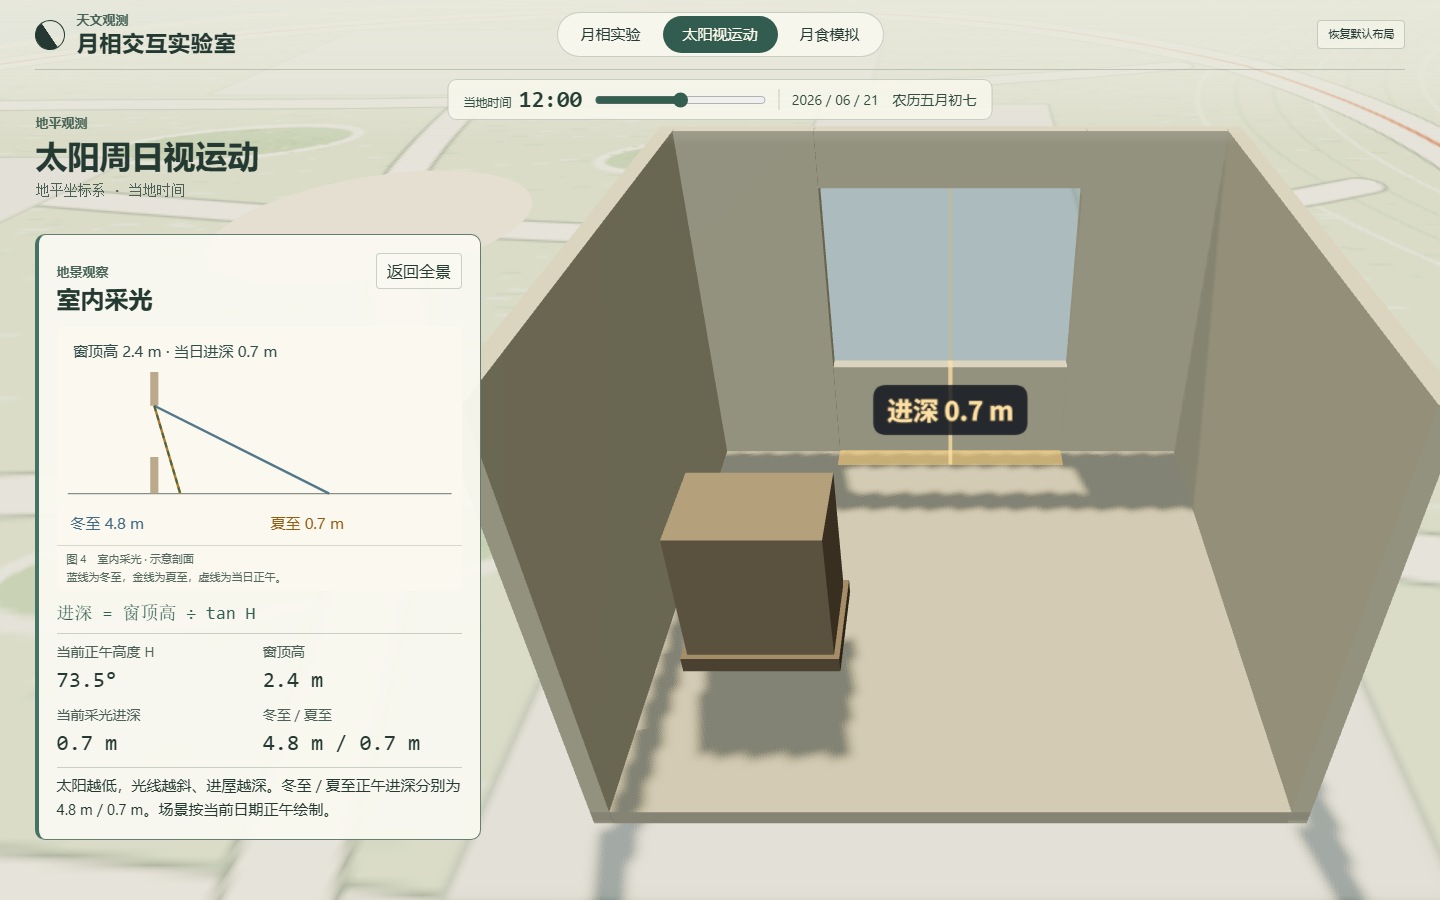 天文观测
月相交互实验室
月相实验
太阳视运动
月食模拟
恢复默认布局
当地时间 12:00
2026 / 06 / 21 农历五月初七
地平观测
太阳周日视运动
地平坐标系 · 当地时间
地景观察
室内采光
返回全景
窗顶高 2.4 m · 当日进深 0.7 m
冬至 4.8 m
夏至 0.7 m
图 4 室内采光 · 示意剖面
蓝线为冬至，金线为夏至，虚线为当日正午。
进深 = 窗顶高 ÷ tan H
当前正午高度 H
窗顶高
73.5°
2.4 m
当前采光进深
冬至 / 夏至
0.7 m
4.8 m / 0.7 m
太阳越低，光线越斜、进屋越深。冬至 / 夏至正午进深分别为
4.8 m / 0.7 m。场景按当前日期正午绘制。
进深 0.7 m